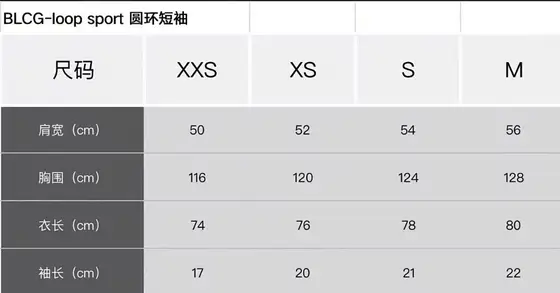 BLCG-loop sport 圆环短袖
尺码 XXS XS S M
肩宽（cm） 50 52 54 56
胸围（cm） 116 120 124 128
衣长（cm） 74 76 78 80
袖长（cm） 17 20 21 22